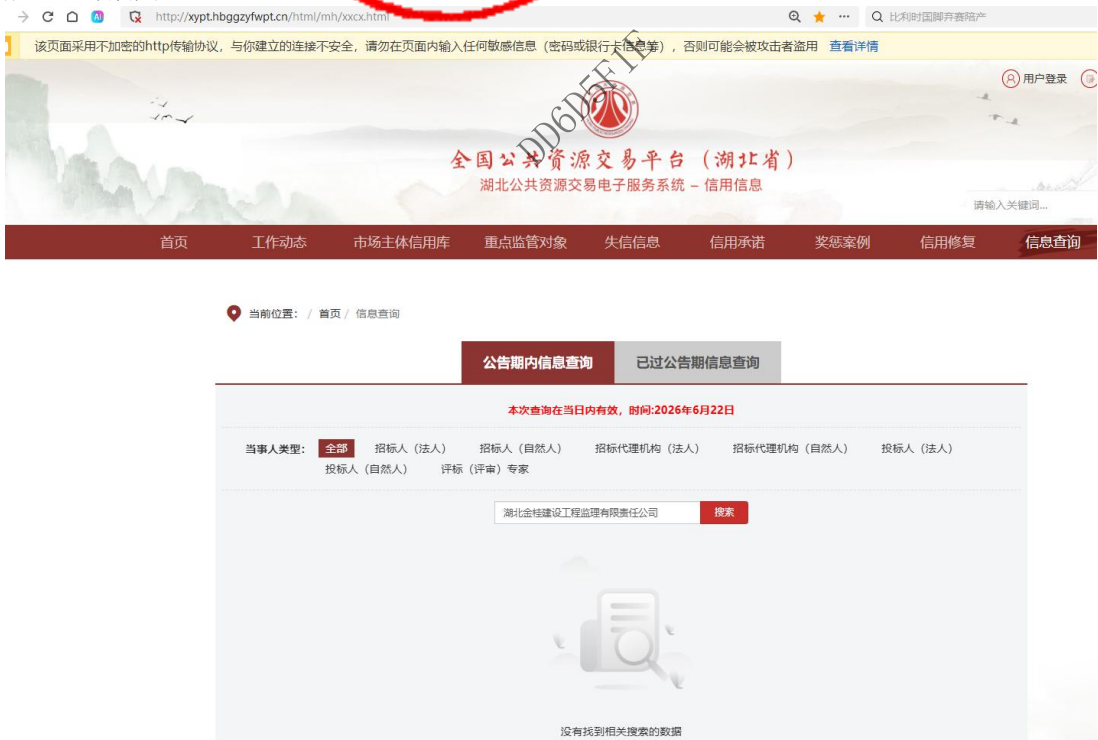 http://xypt.hbggzyfwpt.cn/html/mh/xxcx.html
比利时国脚弃赛陪产
该页面采用不加密的http传输协议，与你建立的连接不安全，请勿在页面内输入任何敏感信息（密码或银行卡信息等），否则可能会被攻击者盗用 查看详情
用户登录
DD6D5F1E
全国公共资源交易平台（湖北省）
湖北公共资源交易电子服务系统 – 信用信息
请输入关键词...
首页 工作动态 市场主体信用库 重点监管对象 失信信息 信用承诺 奖惩案例 信用修复 信息查询
当前位置： / 首页 / 信息查询
公告期内信息查询 已过公告期信息查询
本次查询在当日内有效，时间:2026年6月22日
当事人类型： 全部 招标人（法人） 招标人（自然人） 招标代理机构（法人） 招标代理机构（自然人） 投标人（法人）
投标人（自然人） 评标（评审）专家
湖北金桂建设工程监理有限责任公司 搜索
没有找到相关搜索的数据